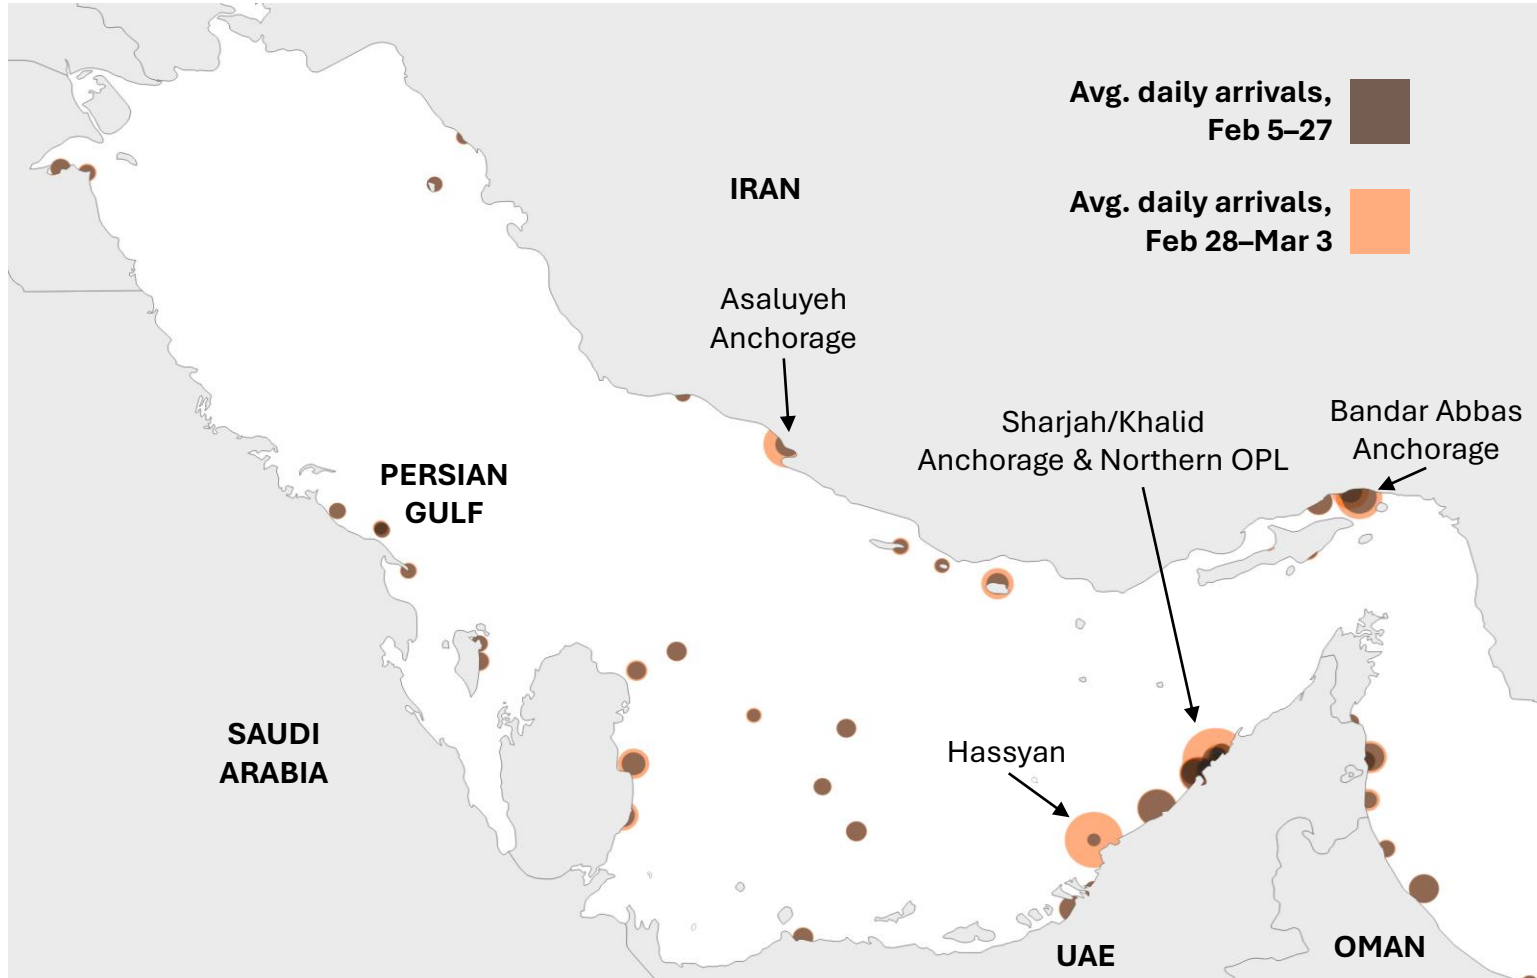 Avg. daily arrivals,
Feb 5–27
IRAN
Avg. daily arrivals,
Feb 28–Mar 3
Asaluyeh
Anchorage
Sharjah/Khalid
Anchorage & Northern OPL
Bandar Abbas
Anchorage
PERSIAN
GULF
SAUDI
ARABIA
Hassyan
UAE
OMAN